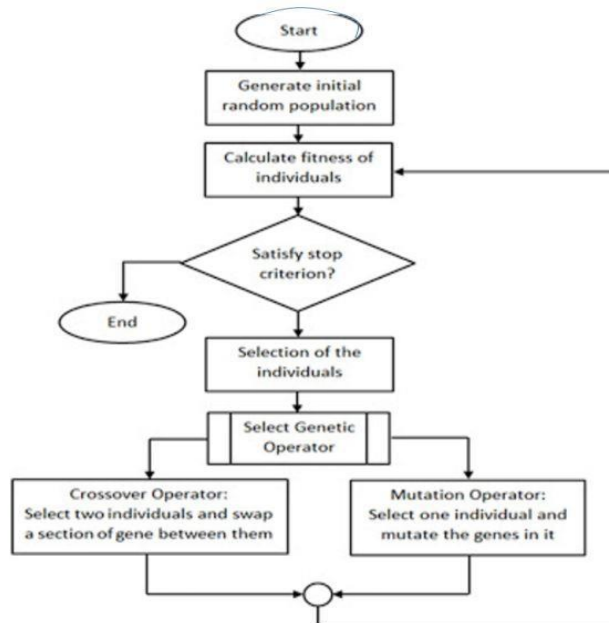 Start
Generate initial
random population
Calculate fitness of
individuals
Satisfy stop
criterion?
End
Selection of the
individuals
Select Genetic
Operator
Crossover Operator:
Select two individuals and swap
a section of gene between them
Mutation Operator:
Select one individual and
mutate the genes in it